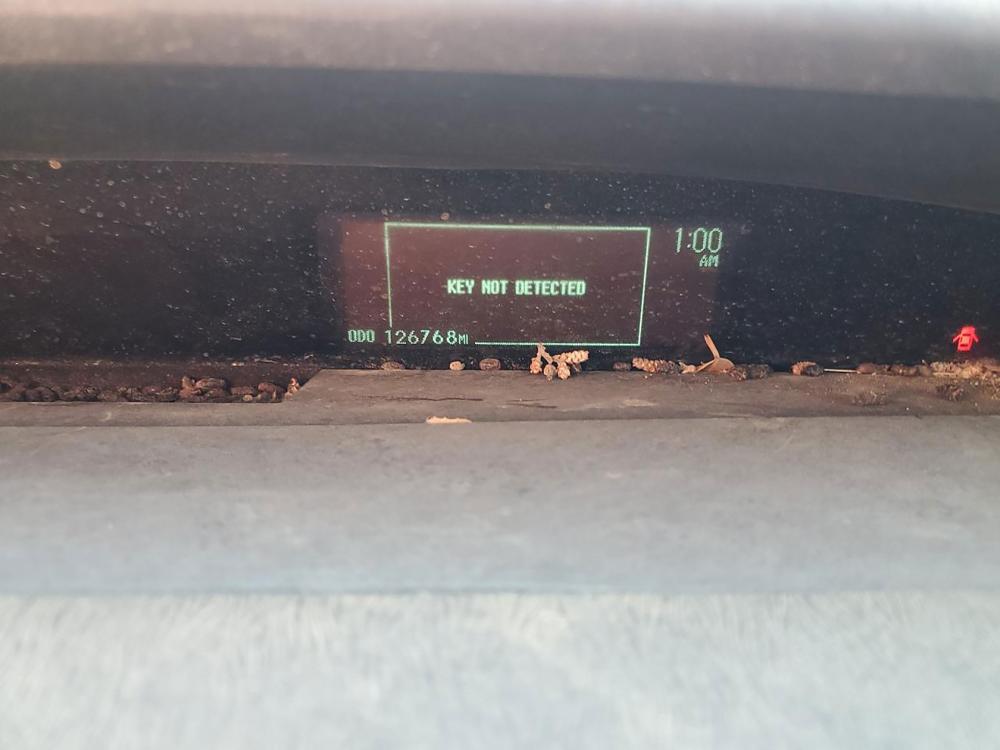 1:00
AM
KEY NOT DETECTED
ODO 126768MI